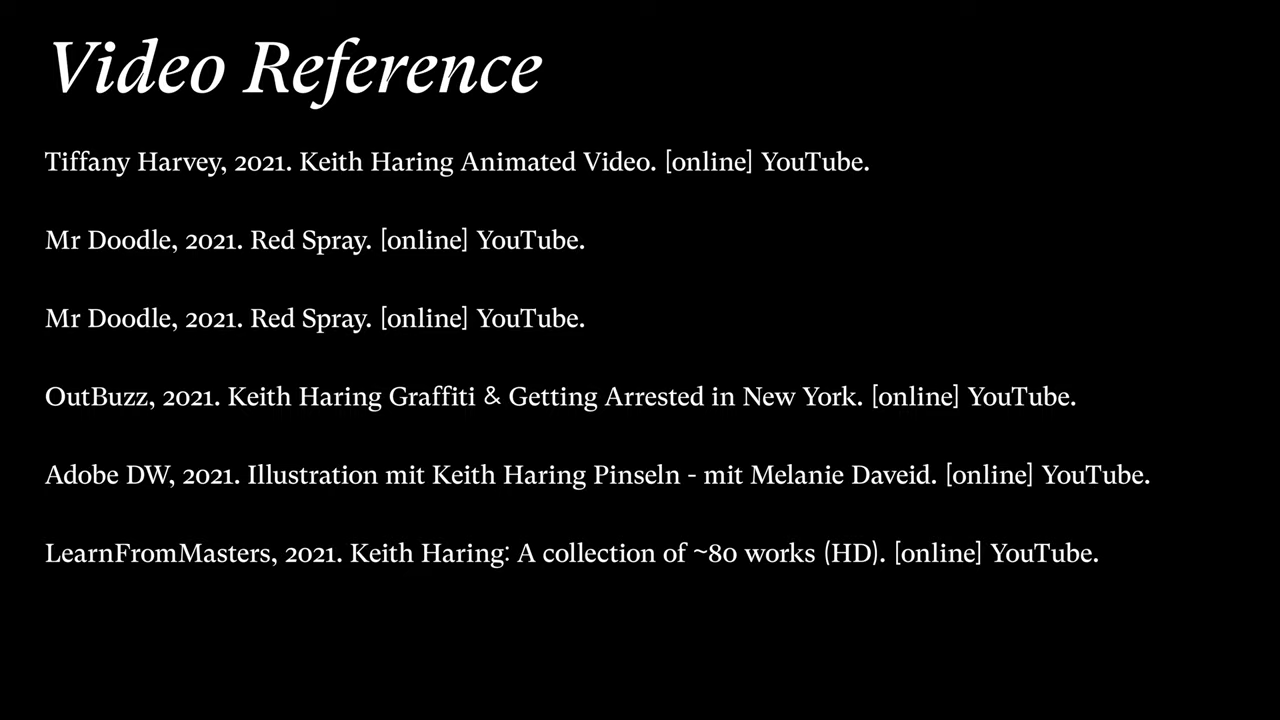 Video Reference
Tiffany Harvey, 2021. Keith Haring Animated Video. [online] YouTube.
Mr Doodle, 2021. Red Spray. [online] YouTube.
Mr Doodle, 2021. Red Spray. [online] YouTube.
OutBuzz, 2021. Keith Haring Graffiti & Getting Arrested in New York. [online] YouTube.
Adobe DW, 2021. Illustration mit Keith Haring Pinseln - mit Melanie Daveid. [online] YouTube.
LearnFromMasters, 2021. Keith Haring: A collection of ~80 works (HD). [online] YouTube.